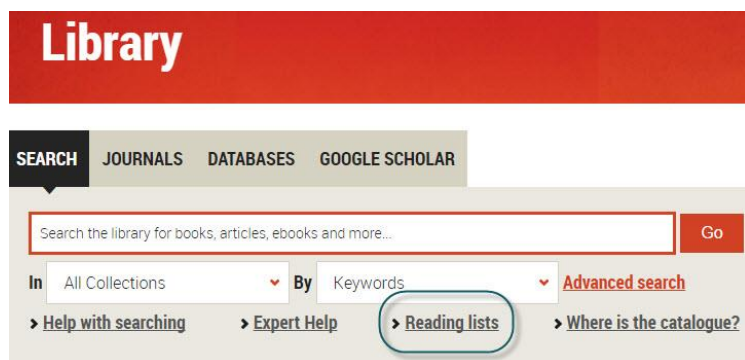 Library
SEARCH JOURNALS DATABASES GOOGLE SCHOLAR
Search the library for books, articles, ebooks and more...
Go
In All Collections By Keywords Advanced search
Help with searching Expert Help Reading lists Where is the catalogue?